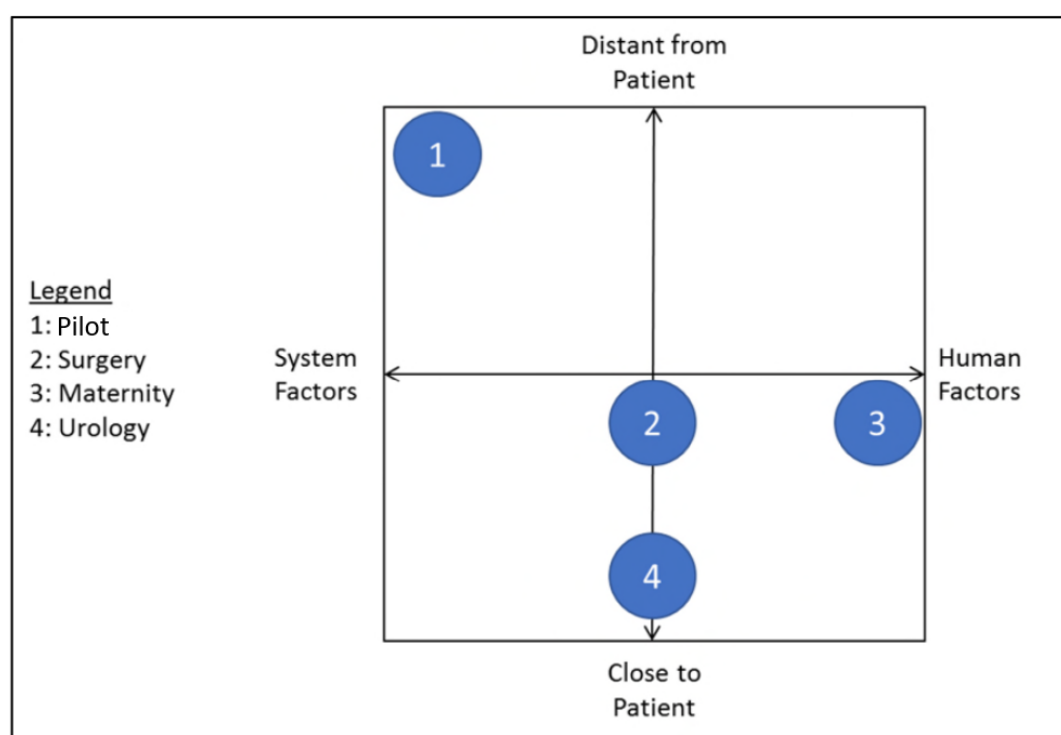 Distant from
Patient
1
Legend
1: Pilot
2: Surgery
3: Maternity
4: Urology
System
Factors
Human
Factors
2
3
4
Close to
Patient